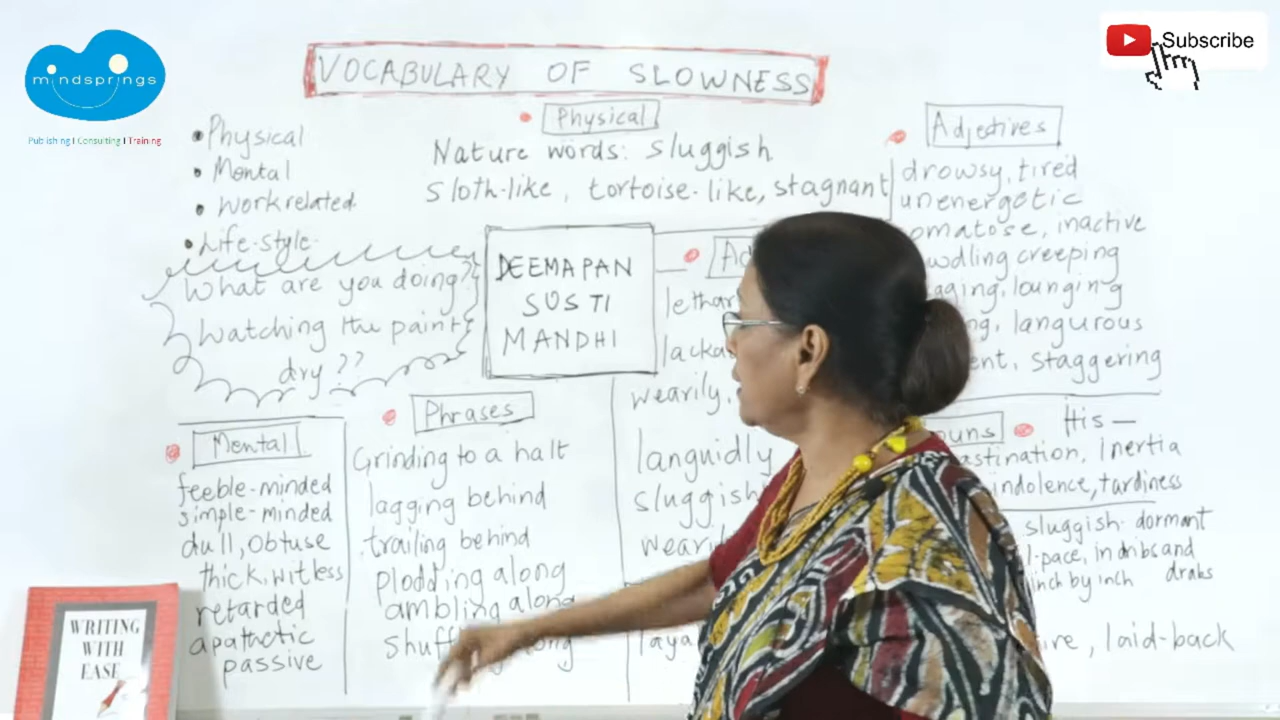 mindsprings
Publishing I Consulting I Training
Subscribe
VOCABULARY OF SLOWNESS
• Physical
• Mental
• Work related
• Life-style
Physical
Nature words: Sluggish
Sloth-like, tortoise-like, stagnant
Adjectives
drowsy, tired
unenergetic
inactive
creeping
lounging
langurous
Staggering
What are you doing?
Watching the paint
dry??
DEEMAPAN
SUSTI
MANDHI
wearily,
languidly
Mental
feeble-minded
simple-minded
dull, obtuse
thick, witless
retarded
apathetic
passive
Phrases
Grinding to a halt
lagging behind
trailing behind
plodding along
ambling along
His —
Inertia
indolence, tardiness
sluggish. dormant
l-pace, in dribs and
inch by inch drabs
laid-back
WRITING
WITH
EASE